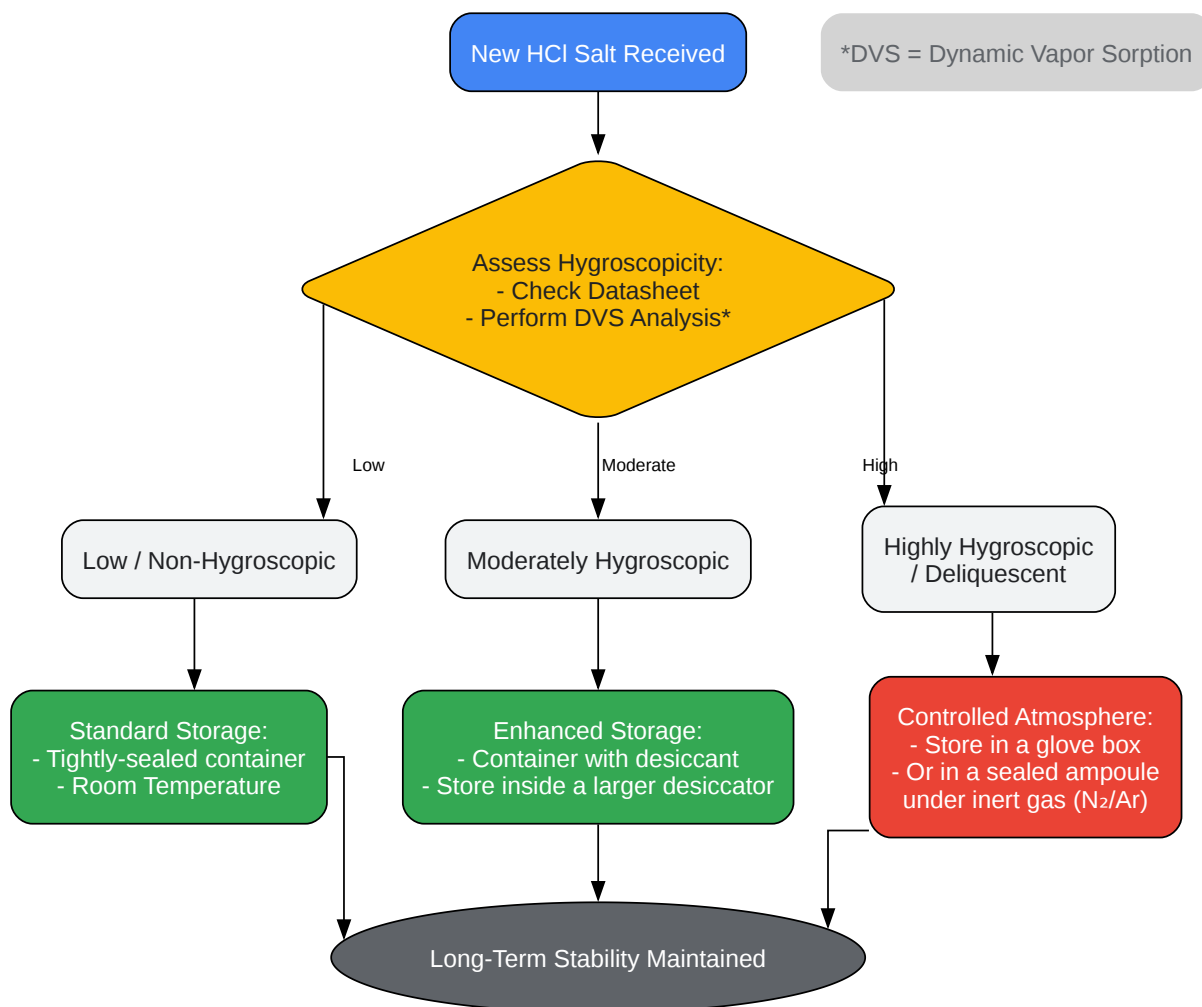 New HCl Salt Received
*DVS = Dynamic Vapor Sorption
Assess Hygroscopicity:
- Check Datasheet
- Perform DVS Analysis*
Low
Moderate
High
Low / Non-Hygroscopic
Moderately Hygroscopic
Highly Hygroscopic
/ Deliquescent
Standard Storage:
- Tightly-sealed container
- Room Temperature
Enhanced Storage:
- Container with desiccant
- Store inside a larger desiccator
Controlled Atmosphere:
- Store in a glove box
- Or in a sealed ampoule
under inert gas (N₂/Ar)
Long-Term Stability Maintained